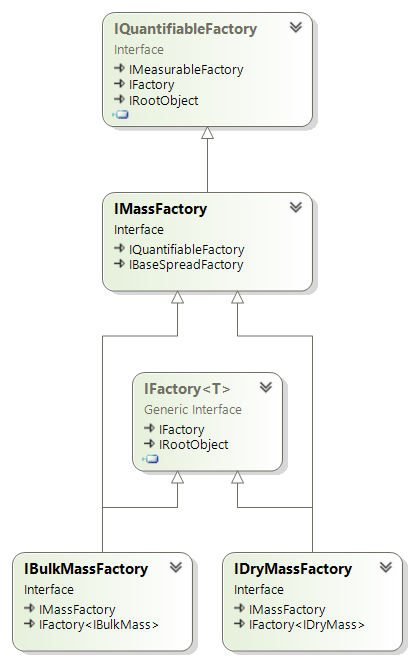 IQuantifiableFactory
Interface
IMeasurableFactory
IFactory
IRootObject
IMassFactory
Interface
IQuantifiableFactory
IBaseSpreadFactory
IFactory<T>
Generic Interface
IFactory
IRootObject
IBulkMassFactory
Interface
IMassFactory
IFactory<IBulkMass>
IDryMassFactory
Interface
IMassFactory
IFactory<IDryMass>